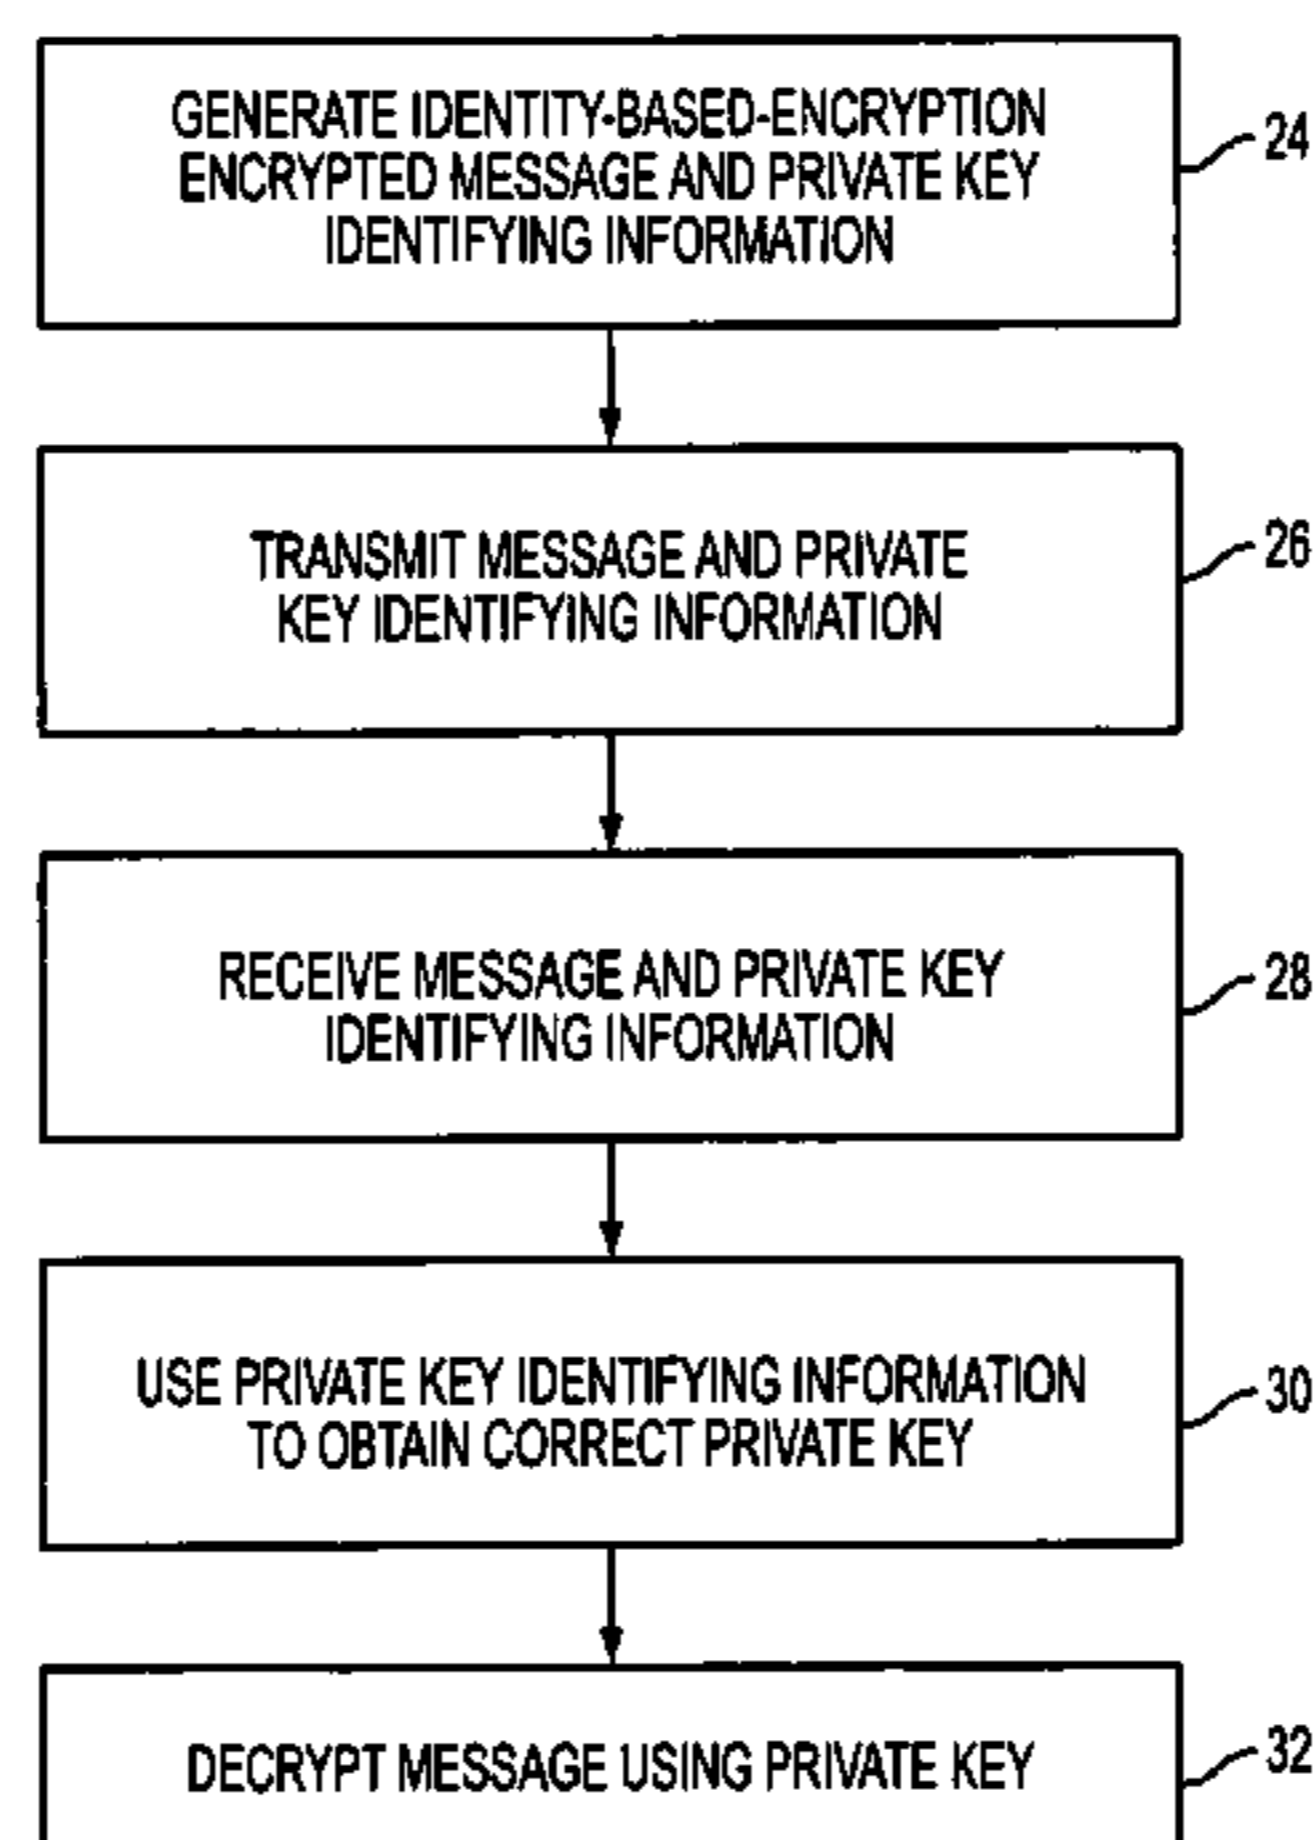 GENERATE IDENTITY-BASED-ENCRYPTION
ENCRYPTED MESSAGE AND PRIVATE KEY
IDENTIFYING INFORMATION
24
TRANSMIT MESSAGE AND PRIVATE
KEY IDENTIFYING INFORMATION
26
RECEIVE MESSAGE AND PRIVATE KEY
IDENTIFYING INFORMATION
28
USE PRIVATE KEY IDENTIFYING INFORMATION
TO OBTAIN CORRECT PRIVATE KEY
30
DECRYPT MESSAGE USING PRIVATE KEY
32